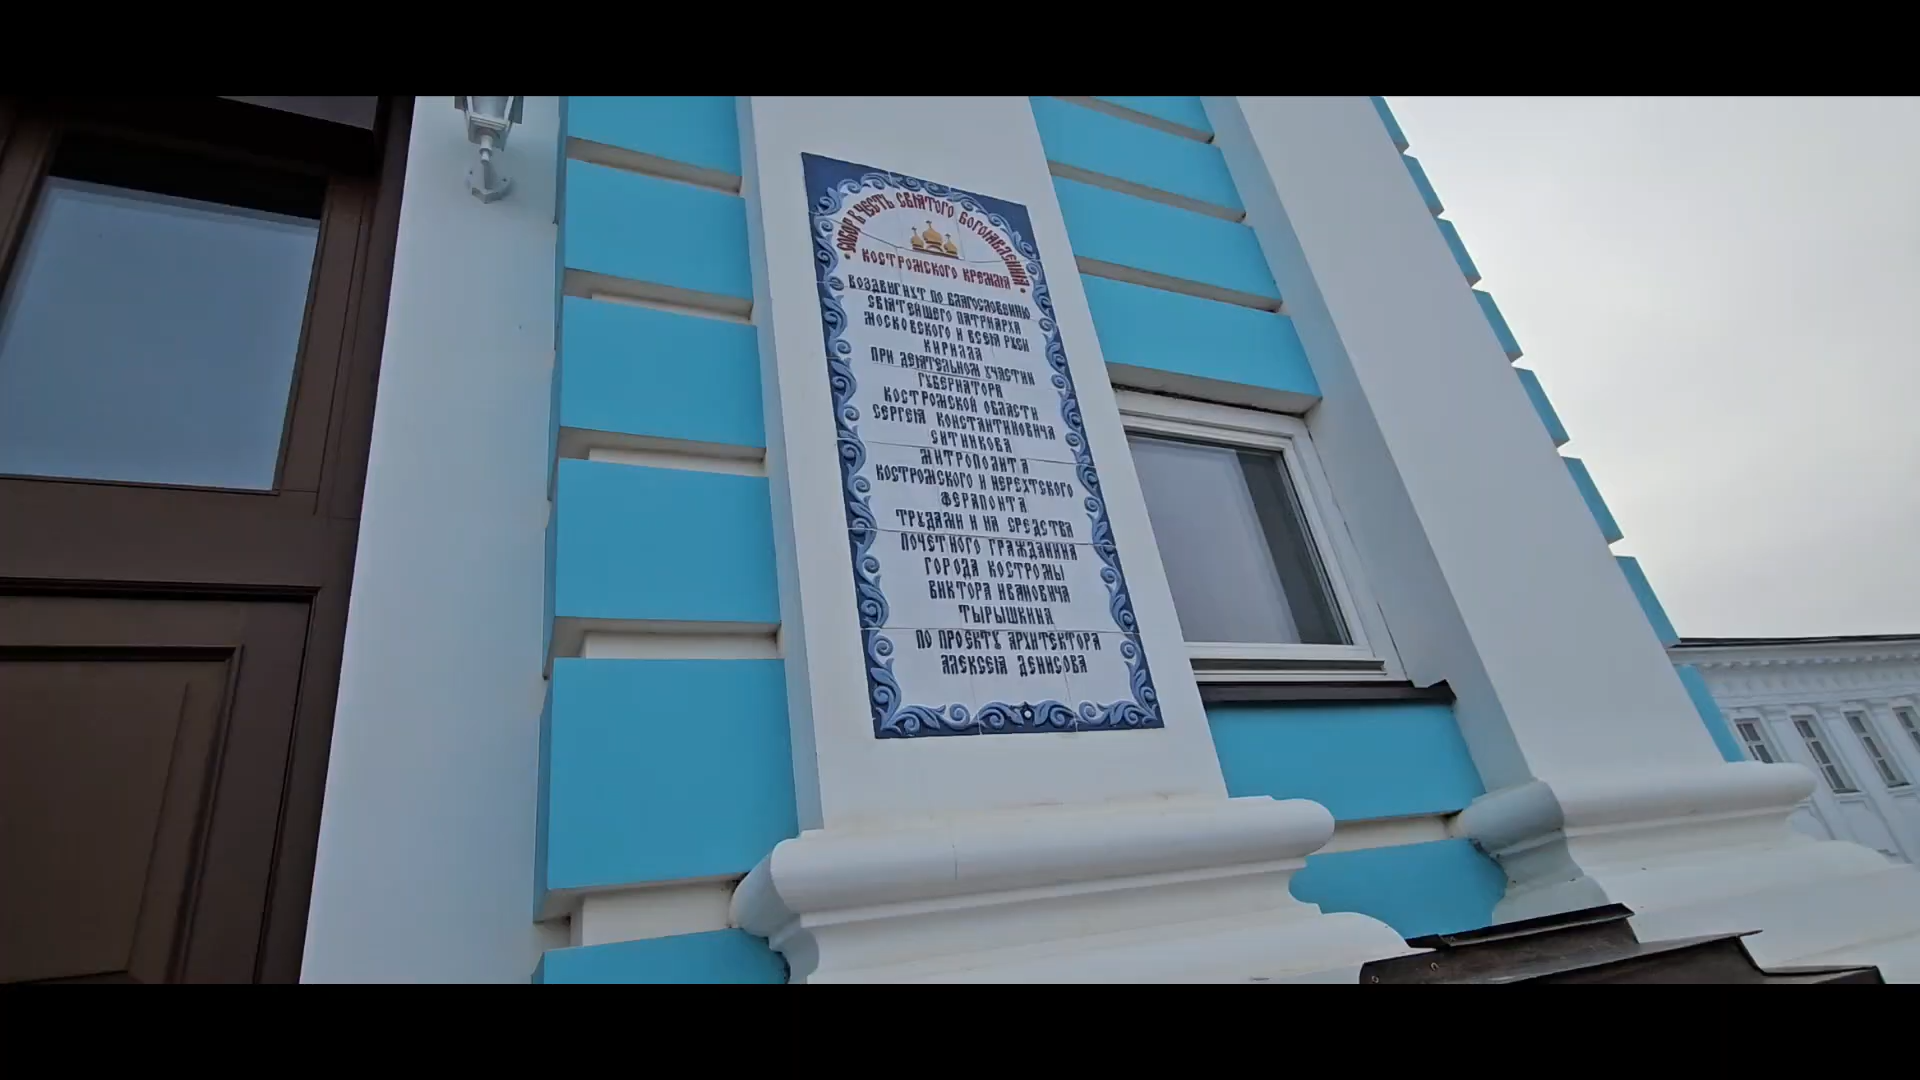 СОБОР В ЧЕСТЬ СВЯТОГО БОГОЯВЛЕНИЯ
КОСТРОМСКОГО КРЕМЛЯ
ВОЗДВИГНУТ ПО БЛАГОСЛОВЕНИЮ
СВЯТЕЙШЕГО ПАТРИАРХА
МОСКОВСКОГО И ВСЕЯ РУСИ
КИРИЛЛА
ПРИ ДЕЯТЕЛЬНОМ УЧАСТИИ
ГУБЕРНАТОРА
КОСТРОМСКОЙ ОБЛАСТИ
СЕРГЕЯ КОНСТАНТИНОВИЧА
СИТНИКОВА
МИТРОПОЛИТА
КОСТРОМСКОГО И НЕРЕХТСКОГО
ФЕРАПОНТА
ТРУДАМИ И НА СРЕДСТВА
ПОЧЕТНОГО ГРАЖДАНИНА
ГОРОДА КОСТРОМЫ
ВИКТОРА ИВАНОВИЧА
ТЫРЫШКИНА
ПО ПРОЕКТУ АРХИТЕКТОРА
АЛЕКСЕЯ ДЕНИСОВА